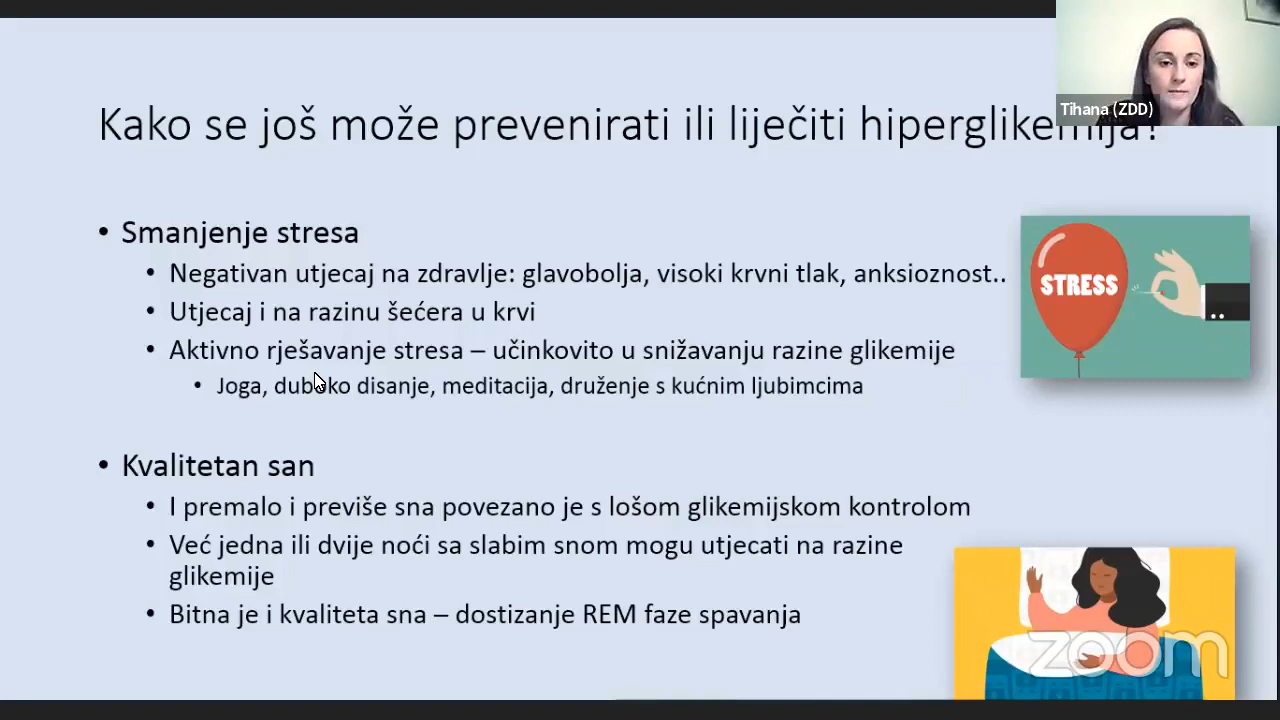 Kako se još može prevenirati ili liječiti hiperglikemija?
Tihana (ZDD)
• Smanjenje stresa
• Negativan utjecaj na zdravlje: glavobolja, visoki krvni tlak, anksioznost..
• Utjecaj i na razinu šećera u krvi
• Aktivno rješavanje stresa – učinkovito u snižavanju razine glikemije
• Joga, duboko disanje, meditacija, druženje s kućnim ljubimcima
STRESS
• Kvalitetan san
• I premalo i previše sna povezano je s lošom glikemijskom kontrolom
• Već jedna ili dvije noći sa slabim snom mogu utjecati na razine
glikemije
• Bitna je i kvaliteta sna – dostizanje REM faze spavanja
zoom